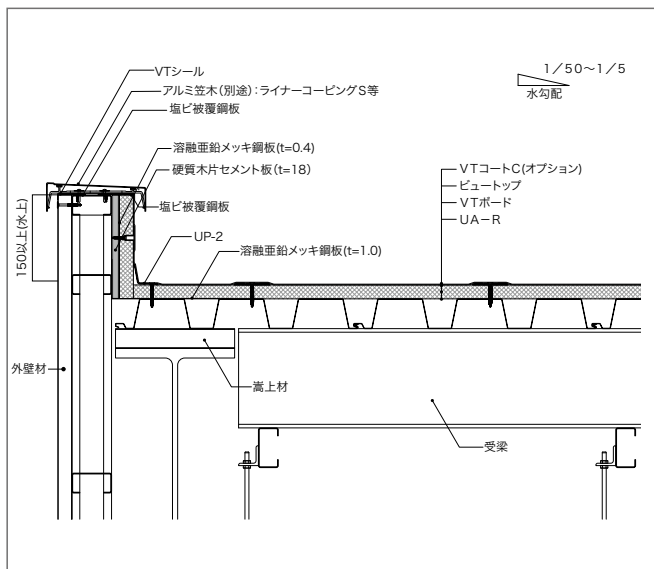 VTシール
アルミ笠木(別途):ライナーコーピングS等
塩ビ被覆鋼板
1/50~1/5
水勾配
溶融亜鉛メッキ鋼板(t=0.4)
硬質木片セメント板(t=18)
塩ビ被覆鋼板
VTコートC(オプション)
ビュートップ
VTボード
UA-R
150以上(水上)
UP-2
溶融亜鉛メッキ鋼板(t=1.0)
外壁材
嵩上材
受梁